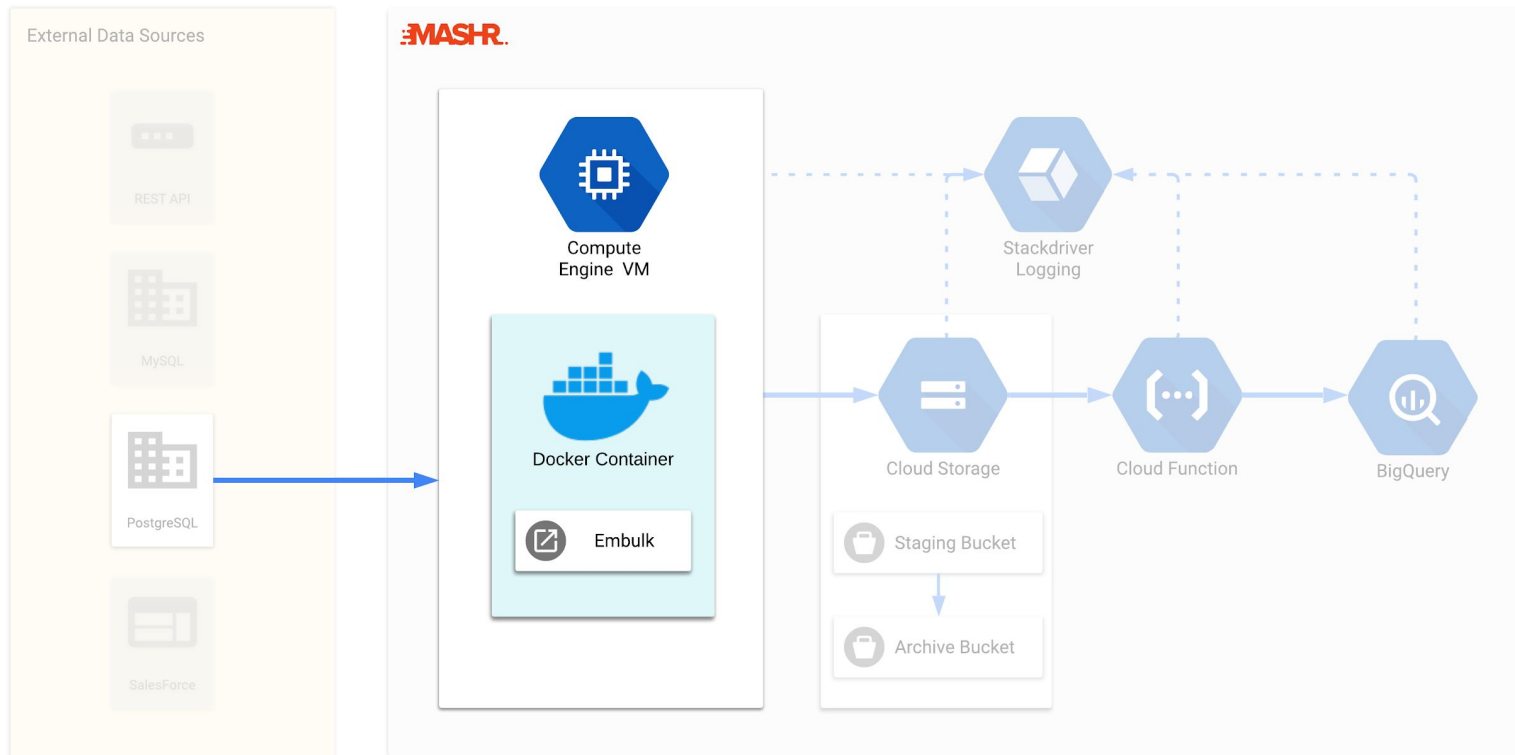 External Data Sources
MASHR.
REST API
MySQL
PostgreSQL
SalesForce
Compute
Engine VM
Docker Container
Embulk
Stackdriver
Logging
Cloud Storage
Staging Bucket
Archive Bucket
Cloud Function
BigQuery